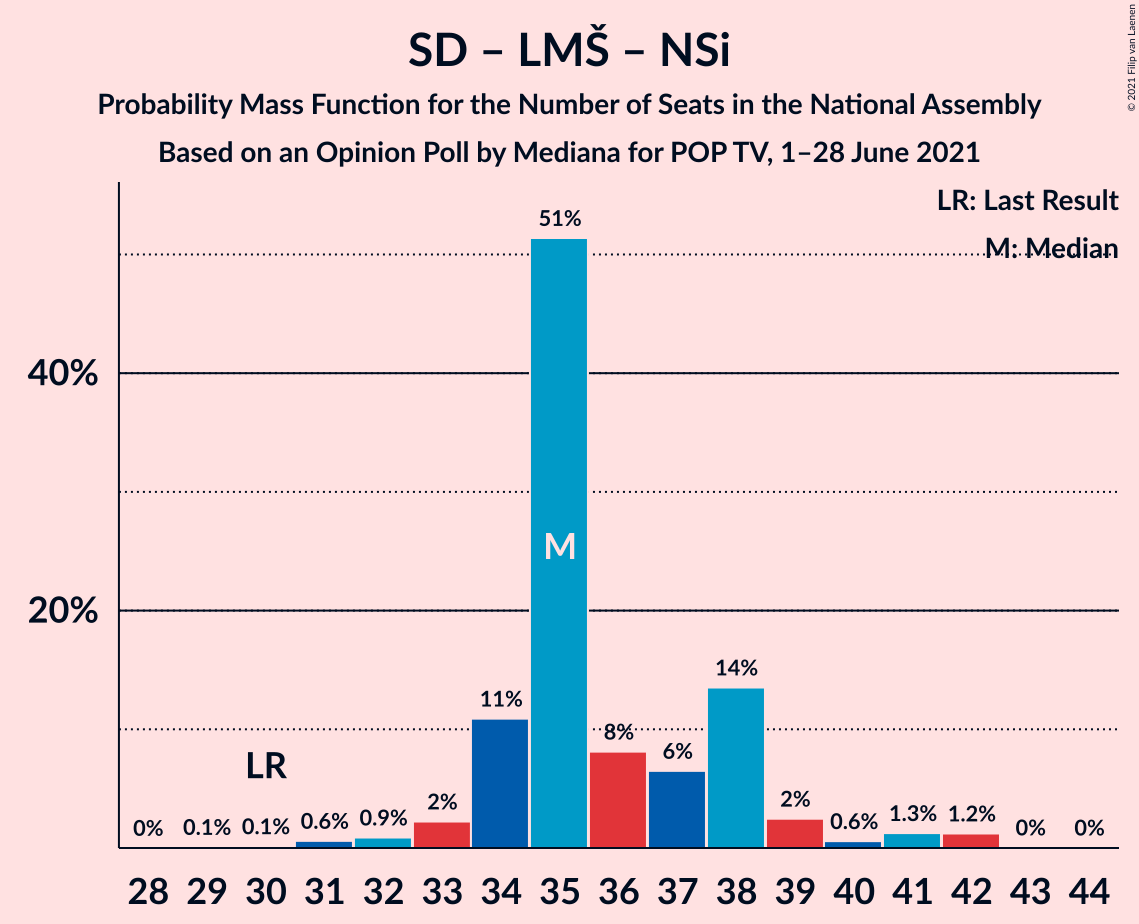 SD – LMŠ – NSi
Probability Mass Function for the Number of Seats in the National Assembly
Based on an Opinion Poll by Mediana for POP TV, 1–28 June 2021
© 2021 Filip van Laenen
LR: Last Result
M: Median
40%
20%
0%
0.1%
0.1%
0.6%
0.9%
2%
11%
51%
8%
6%
14%
2%
0.6%
1.3%
1.2%
0%
0%
LR
M
28 29 30 31 32 33 34 35 36 37 38 39 40 41 42 43 44